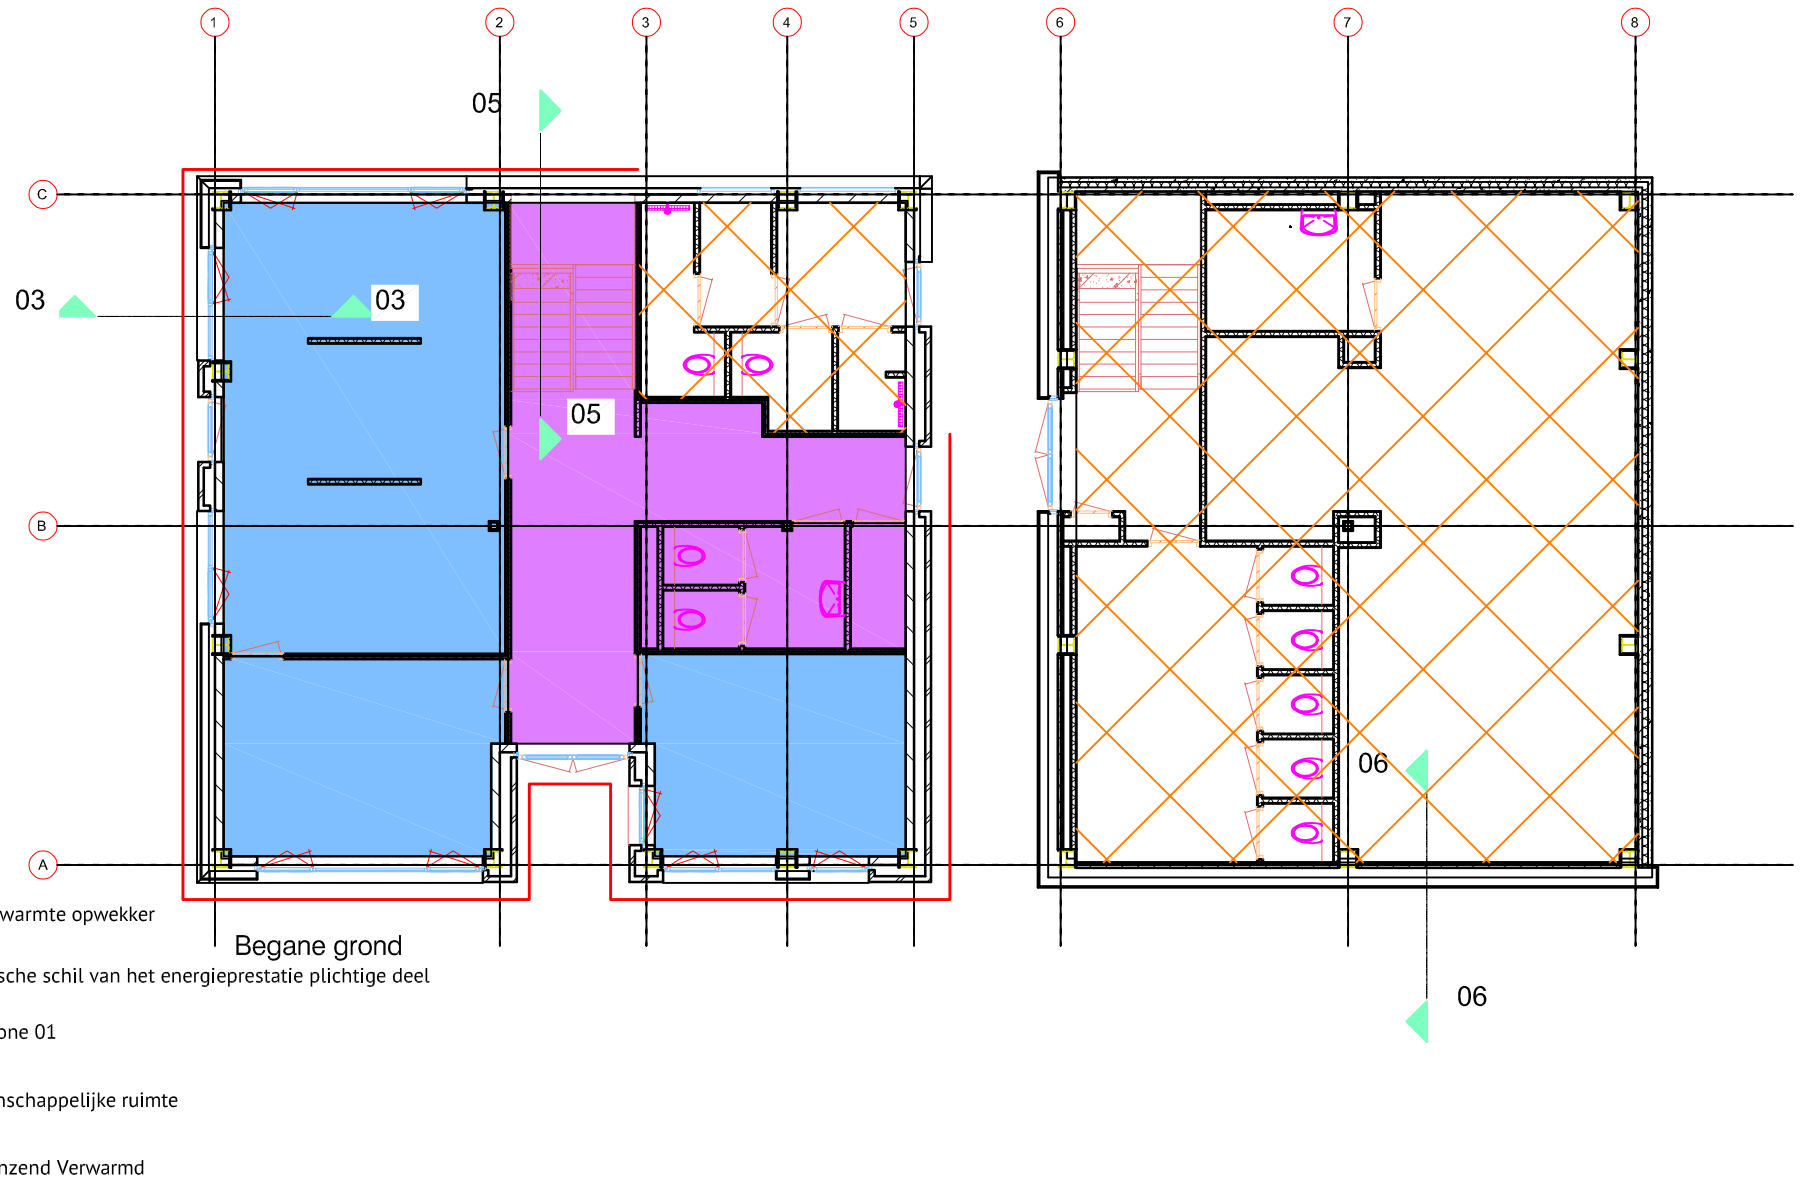 1 2 3 4 5 6 7 8
05
C
03 03
05
B
06
A
warmte opwekker
Begane grond
sche schil van het energieprestatie plichtige deel
06
one 01
nschappelijke ruimte
nzend Verwarmd